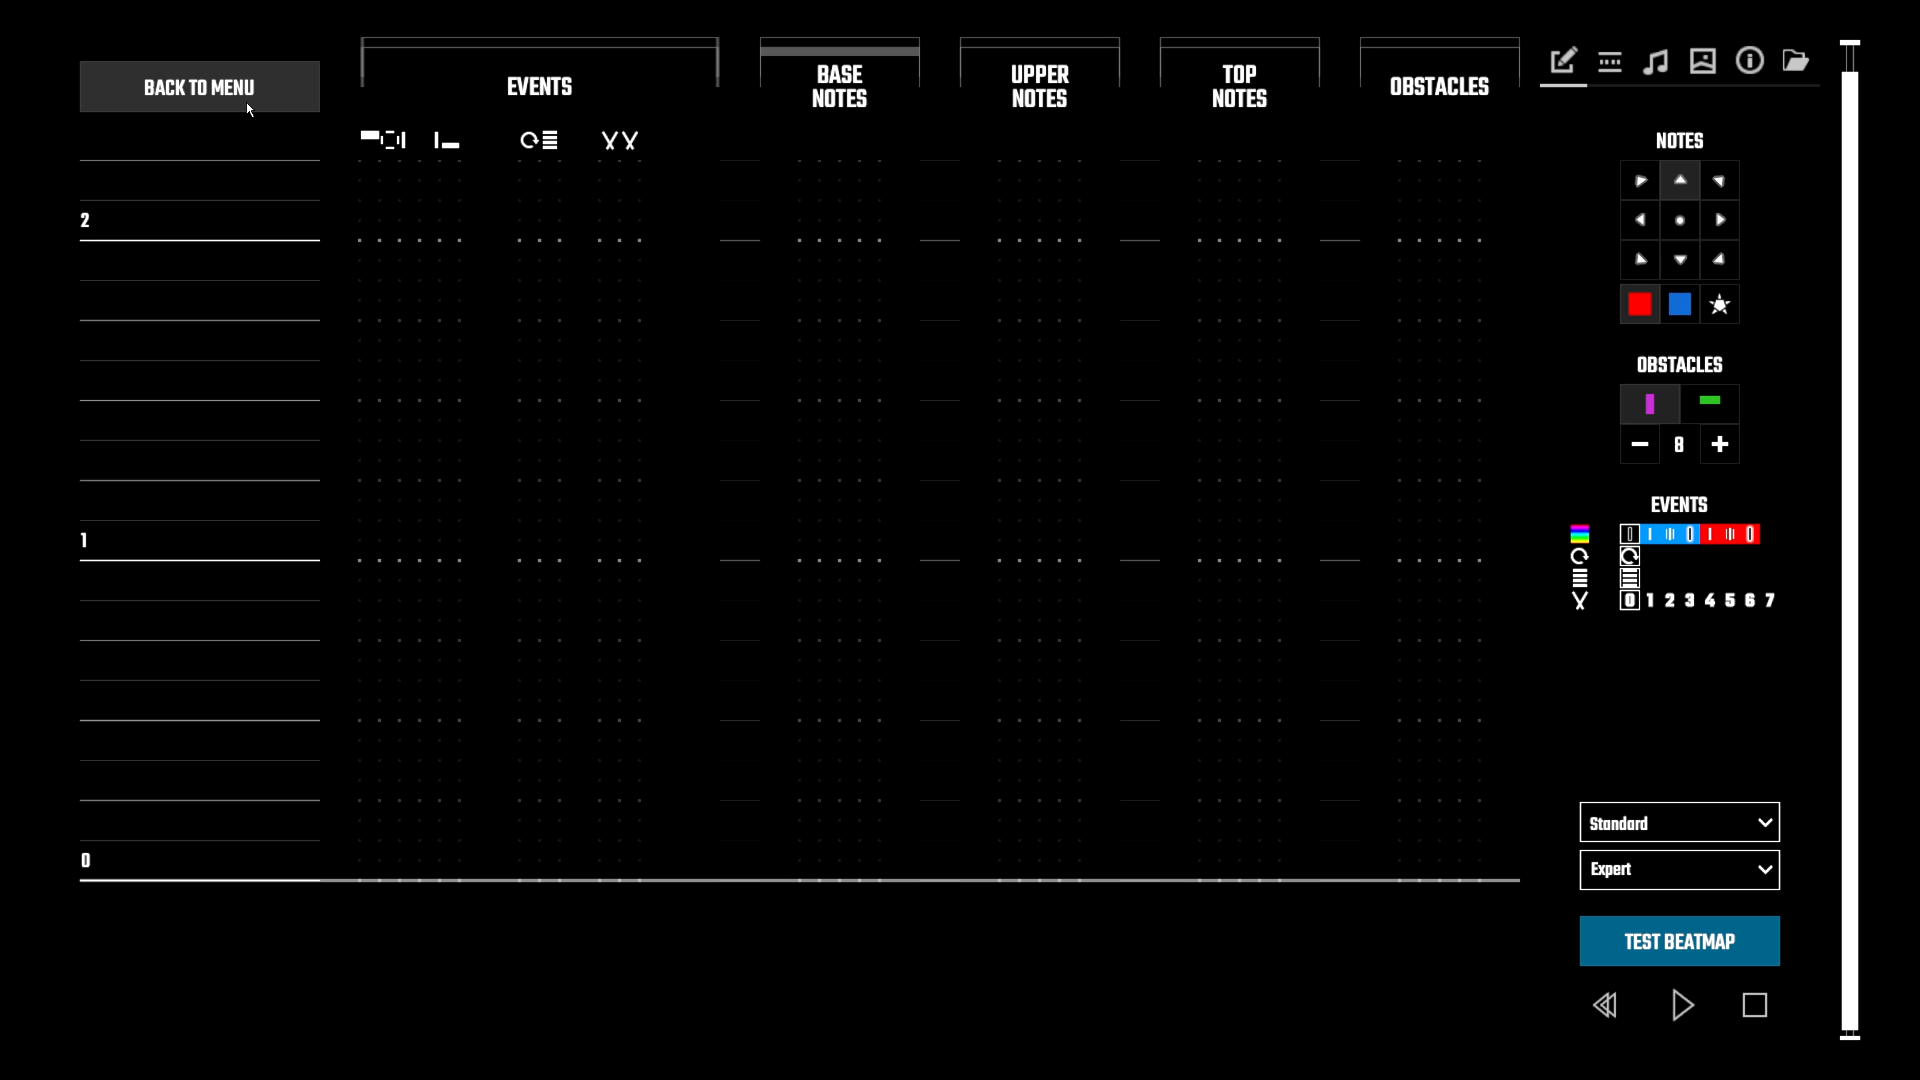 BACK TO MENU
EVENTS
BASE
NOTES
UPPER
NOTES
TOP
NOTES
OBSTACLES
2
1
0
NOTES
OBSTACLES
8
EVENTS
0 1 2 3 4 5 6 7
Standard
Expert
TEST BEATMAP